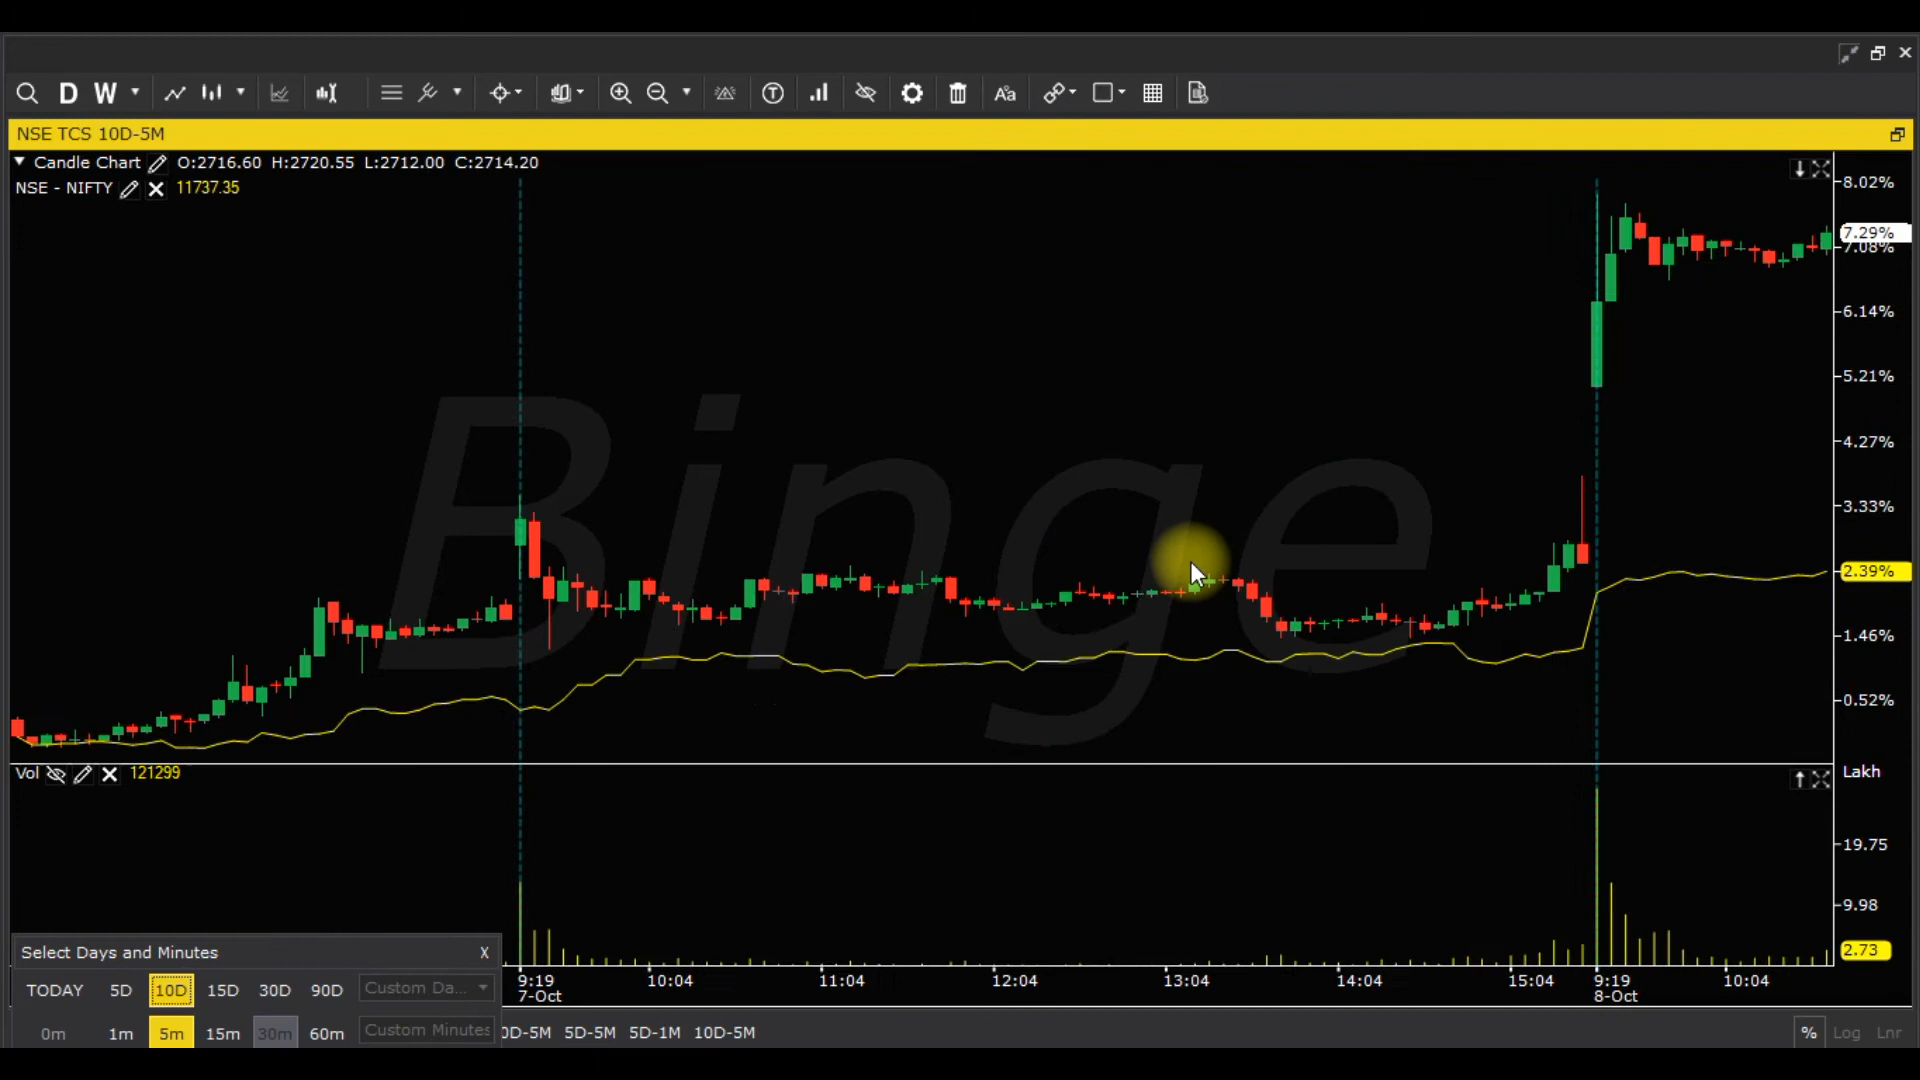 D W
NSE TCS 10D-5M
Candle Chart O:2716.60 H:2720.55 L:2712.00 C:2714.20
NSE - NIFTY 11737.35
8.02%
7.29%
7.08%
6.14%
5.21%
4.27%
3.33%
2.39%
1.46%
0.52%
Binge
Vol 121299
Lakh
19.75
9.98
2.73
9:19 10:04 11:04 12:04 13:04 14:04 15:04 9:19 10:04
7-Oct 8-Oct
Select Days and Minutes X
TODAY 5D 10D 15D 30D 90D Custom Da...
0m 1m 5m 15m 30m 60m Custom Minutes
0D-5M 5D-5M 5D-1M 10D-5M
% Log Lnr